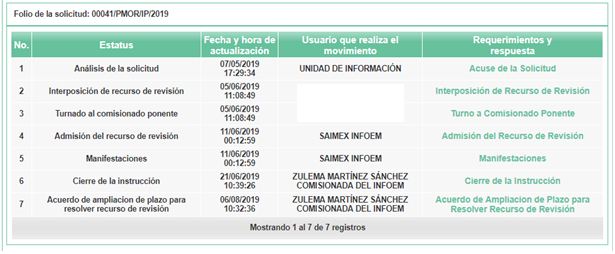 Folio de la solicitud: 00041/PMOR/IP/2019
No. Estatus Fecha y hora de actualización Usuario que realiza el movimiento Requerimientos y respuesta
1 Análisis de la solicitud 07/05/2019 17:29:34 UNIDAD DE INFORMACIÓN Acuse de la Solicitud
2 Interposición de recurso de revisión 05/06/2019 11:08:49 Interposición de Recurso de Revisión
3 Turnado al comisionado ponente 05/06/2019 11:08:49 Turno a Comisionado Ponente
4 Admisión del recurso de revisión 11/06/2019 00:12:59 SAIMEX INFOEM Admisión del Recurso de Revisión
5 Manifestaciones 11/06/2019 00:12:59 SAIMEX INFOEM Manifestaciones
6 Cierre de la instrucción 21/06/2019 10:39:26 ZULEMA MARTÍNEZ SÁNCHEZ COMISIONADA DEL INFOEM Cierre de la Instrucción
7 Acuerdo de ampliacion de plazo para resolver recurso de revisión 06/08/2019 10:32:36 ZULEMA MARTÍNEZ SÁNCHEZ COMISIONADA DEL INFOEM Acuerdo de Ampliacion de Plazo para Resolver Recurso de Revisión
Mostrando 1 al 7 de 7 registros